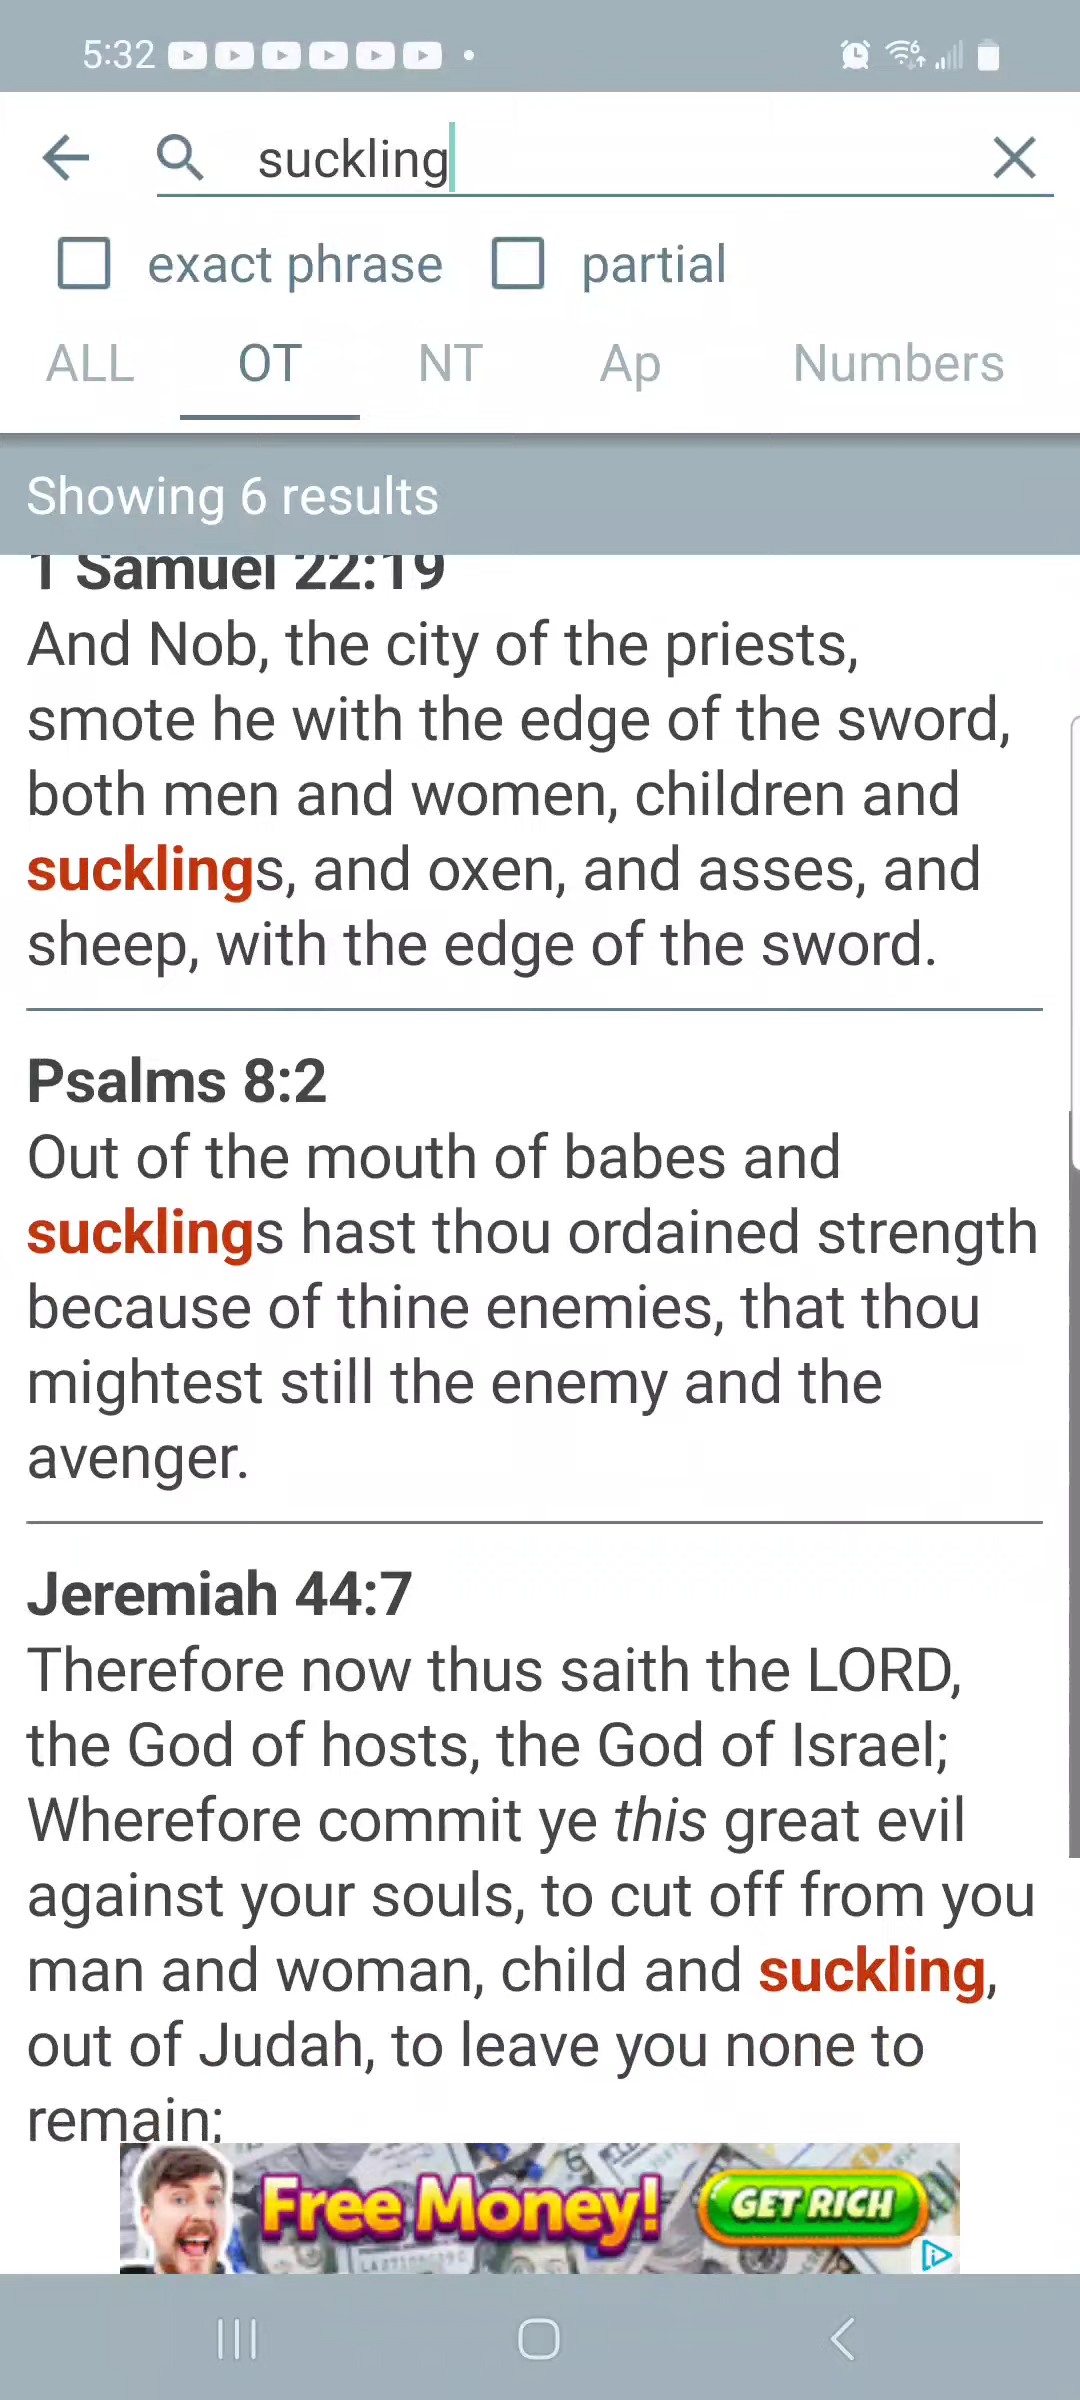 5:32
suckling
exact phrase partial
ALL OT NT Ap Numbers
Showing 6 results
1 Samuel 22:19
And Nob, the city of the priests,
smote he with the edge of the sword,
both men and women, children and
sucklings, and oxen, and asses, and
sheep, with the edge of the sword.
Psalms 8:2
Out of the mouth of babes and
sucklings hast thou ordained strength
because of thine enemies, that thou
mightest still the enemy and the
avenger.
Jeremiah 44:7
Therefore now thus saith the LORD,
the God of hosts, the God of Israel;
Wherefore commit ye this great evil
against your souls, to cut off from you
man and woman, child and suckling,
out of Judah, to leave you none to
remain;
Free Money! GET RICH